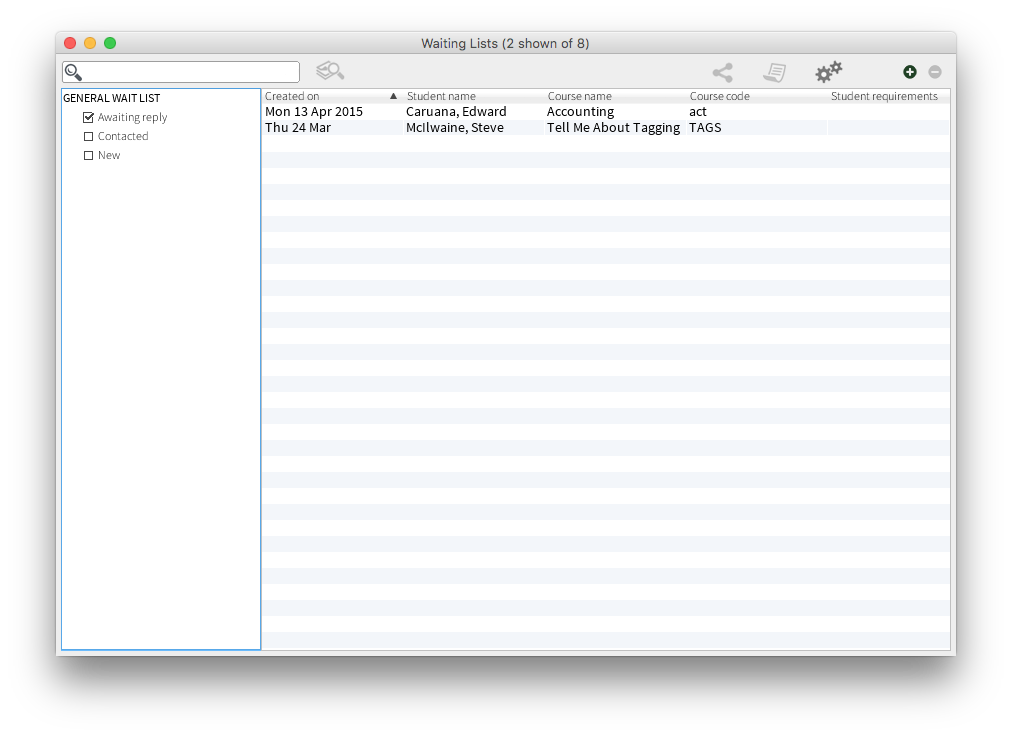 Waiting Lists (2 shown of 8)
GENERAL WAIT LIST
Awaiting reply
Contacted
New
Created on Student name Course name Course code Student requirements
Mon 13 Apr 2015 Caruana, Edward Accounting act
Thu 24 Mar McIlwaine, Steve Tell Me About Tagging TAGS